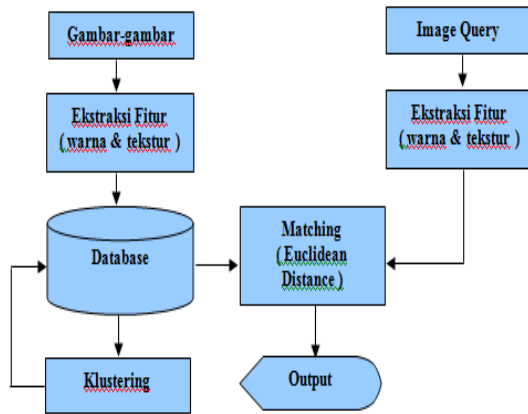 Gambar-gambar
Image Query
Ekstraksi Fitur
( warna & tekstur )
Ekstraksi Fitur
( warna & tekstur )
Database
Matching
( Euclidean
Distance )
Klustering
Output